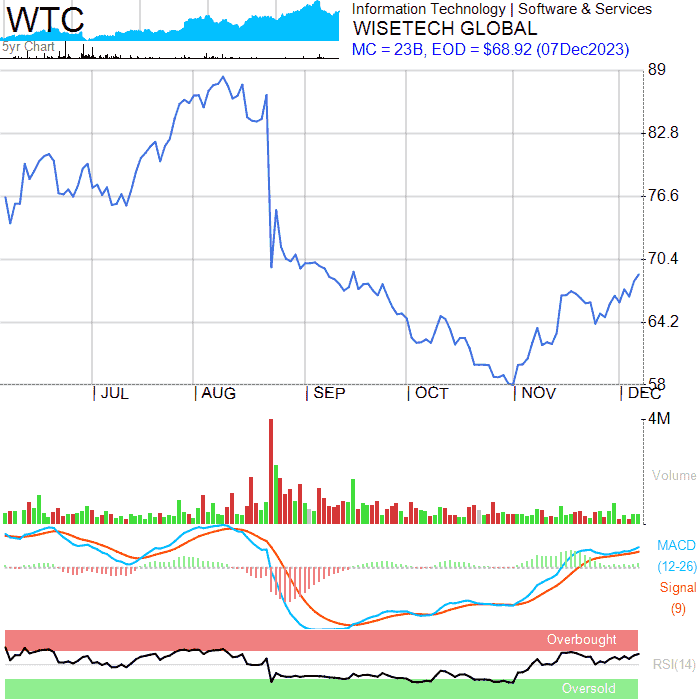 WTC
5yr Chart
Information Technology | Software & Services
WISETECH GLOBAL
MC = 23B, EOD = $68.92 (07Dec2023)
89
82.8
76.6
70.4
64.2
58
JUL
AUG
SEP
OCT
NOV
DEC
4M
Volume
MACD
(12-26)
Signal
(9)
Overbought
RSI(14)
Oversold